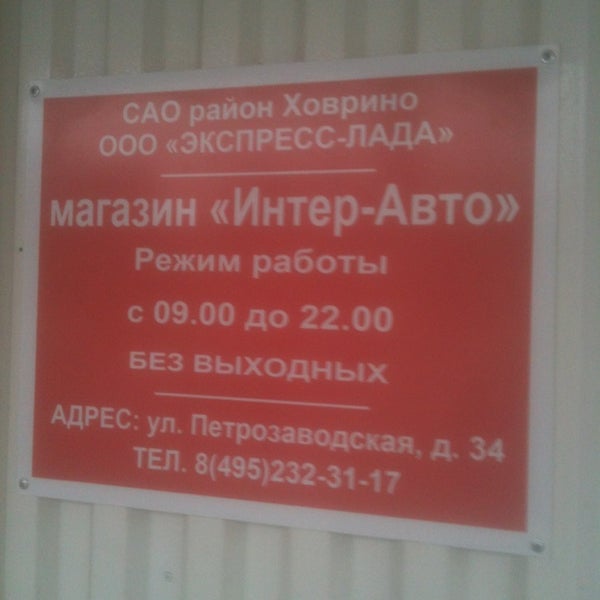 САО район Ховрино
ООО «ЭКСПРЕСС-ЛАДА»
магазин «Интер-Авто»
Режим работы
с 09.00 до 22.00
БЕЗ ВЫХОДНЫХ
АДРЕС: ул. Петрозаводская, д. 34
ТЕЛ. 8(495)232-31-17